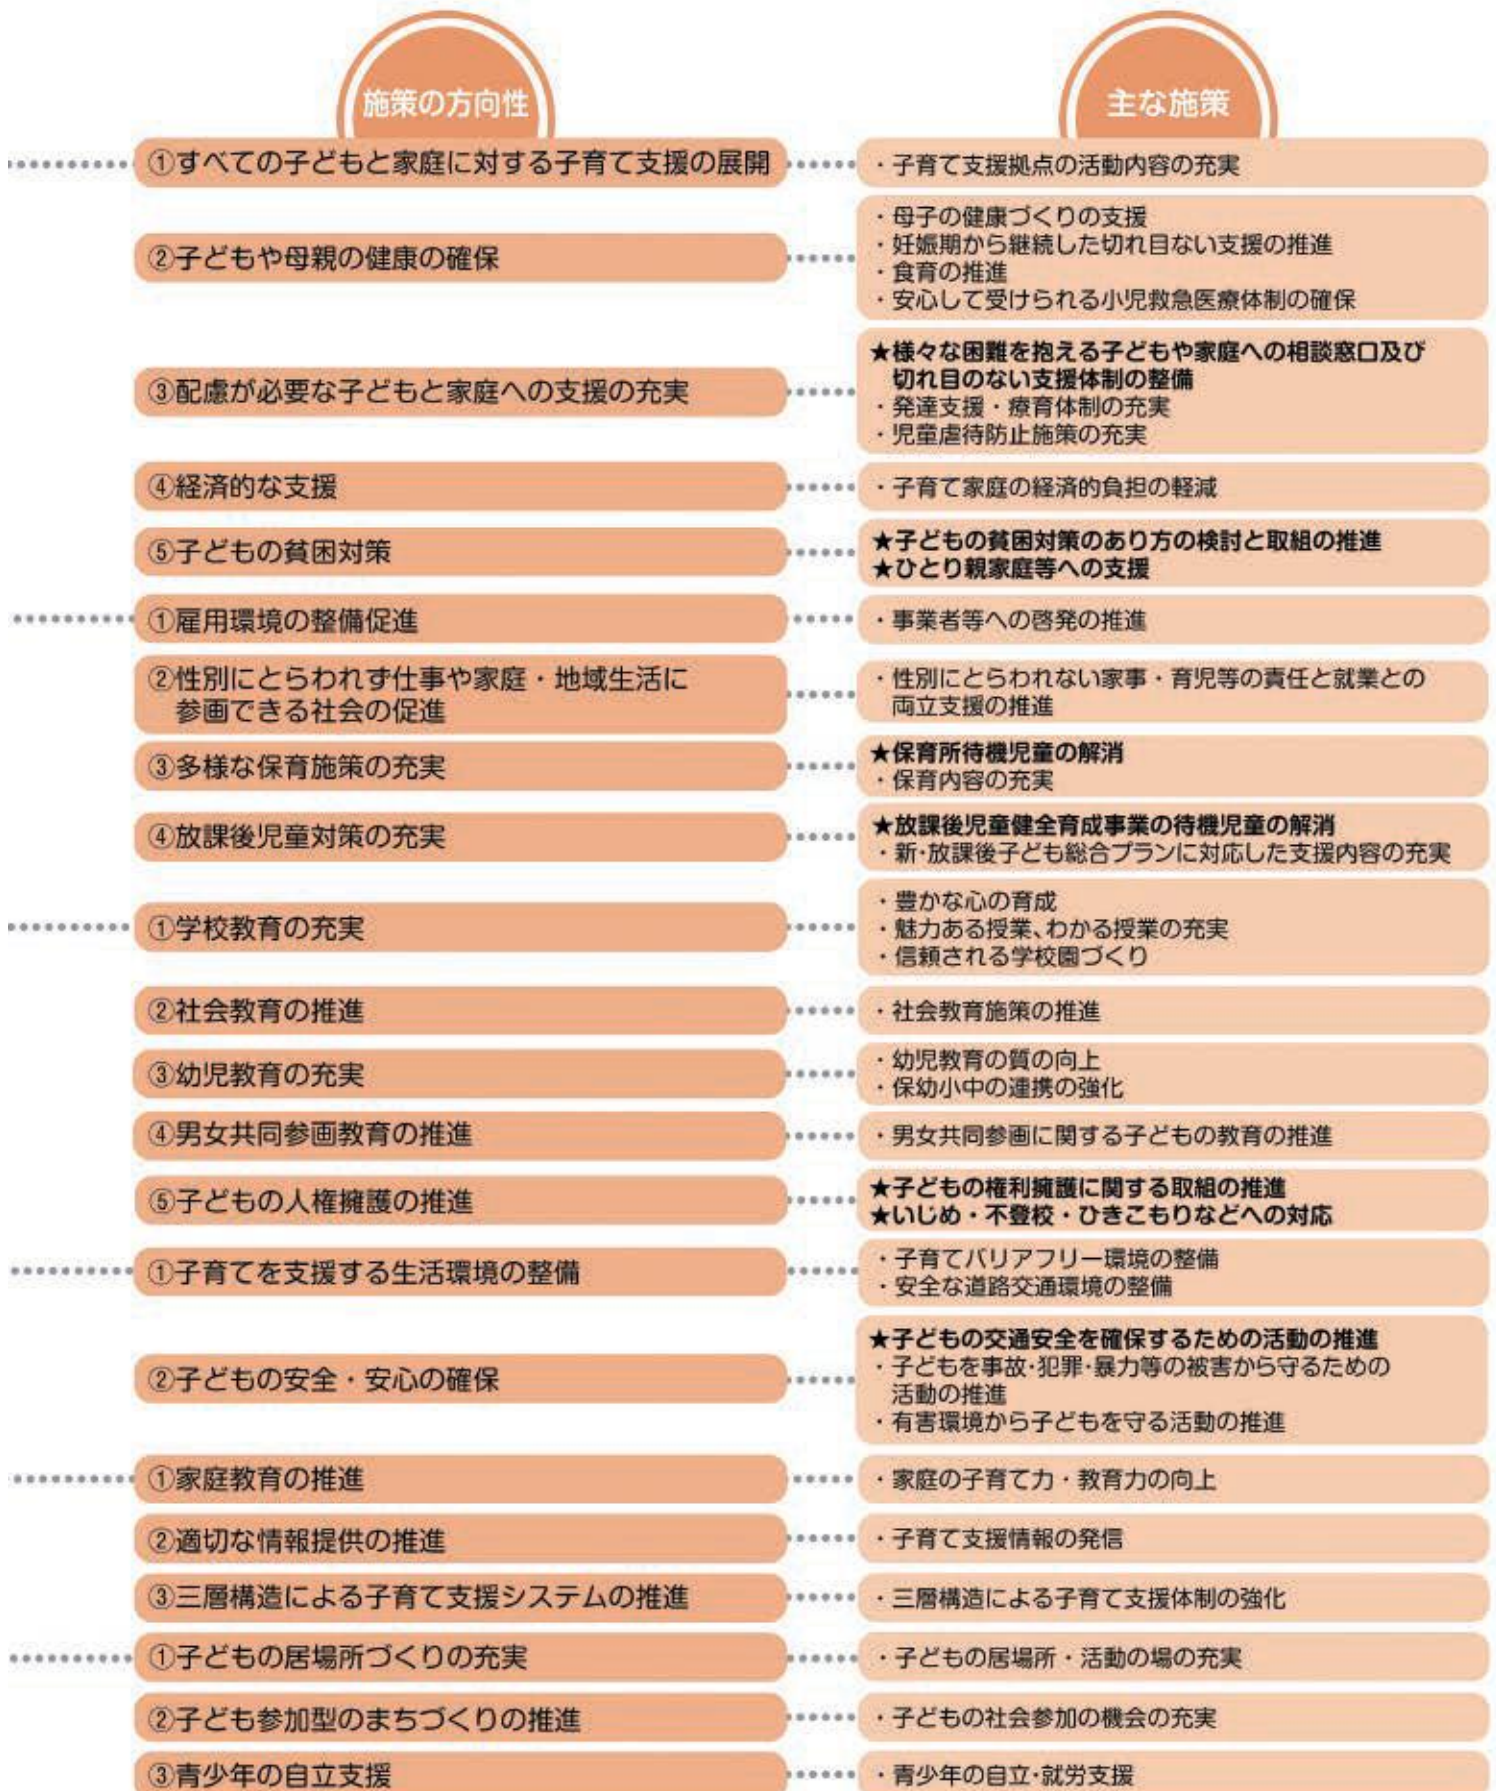 施策の方向性
主な施策
①すべての子どもと家庭に対する子育て支援の展開
・子育て支援拠点の活動内容の充実
②子どもや母親の健康の確保
・母子の健康づくりの支援
・妊娠期から継続した切れ目ない支援の推進
・食育の推進
・安心して受けられる小児救急医療体制の確保
③配慮が必要な子どもと家庭への支援の充実
★様々な困難を抱える子どもや家庭への相談窓口及び
切れ目のない支援体制の整備
・発達支援・療育体制の充実
・児童虐待防止施策の充実
④経済的な支援
・子育て家庭の経済的負担の軽減
⑤子どもの貧困対策
★子どもの貧困対策のあり方の検討と取組の推進
★ひとり親家庭等への支援
①雇用環境の整備促進
・事業者等への啓発の推進
②性別にとらわれず仕事や家庭・地域生活に
参画できる社会の促進
・性別にとらわれない家事・育児等の責任と就業との
両立支援の推進
③多様な保育施策の充実
★保育所待機児童の解消
・保育内容の充実
④放課後児童対策の充実
★放課後児童健全育成事業の待機児童の解消
・新・放課後子ども総合プランに対応した支援内容の充実
①学校教育の充実
・豊かな心の育成
・魅力ある授業、わかる授業の充実
・信頼される学校園づくり
②社会教育の推進
・社会教育施策の推進
③幼児教育の充実
・幼児教育の質の向上
・保幼小中の連携の強化
④男女共同参画教育の推進
・男女共同参画に関する子どもの教育の推進
⑤子どもの人権擁護の推進
★子どもの権利擁護に関する取組の推進
★いじめ・不登校・ひきこもりなどへの対応
①子育てを支援する生活環境の整備
・子育てバリアフリー環境の整備
・安全な道路交通環境の整備
②子どもの安全・安心の確保
★子どもの交通安全を確保するための活動の推進
・子どもを事故・犯罪・暴力等の被害から守るための
活動の推進
・有害環境から子どもを守る活動の推進
①家庭教育の推進
・家庭の子育て力・教育力の向上
②適切な情報提供の推進
・子育て支援情報の発信
③三層構造による子育て支援システムの推進
・三層構造による子育て支援体制の強化
①子どもの居場所づくりの充実
・子どもの居場所・活動の場の充実
②子ども参加型のまちづくりの推進
・子どもの社会参加の機会の充実
③青少年の自立支援
・青少年の自立・就労支援